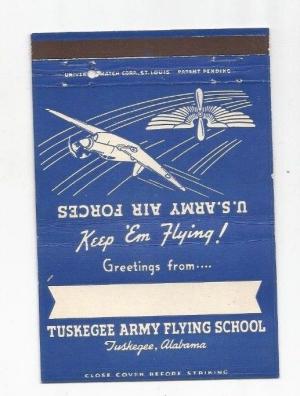 UNIVERSAL MATCH CORP., ST. LOUIS PATENT PENDING
U.S. ARMY AIR FORCES
Keep 'Em Flying!
Greetings from....
TUSKEGEE ARMY FLYING SCHOOL
Tuskegee, Alabama
CLOSE COVER BEFORE STRIKING